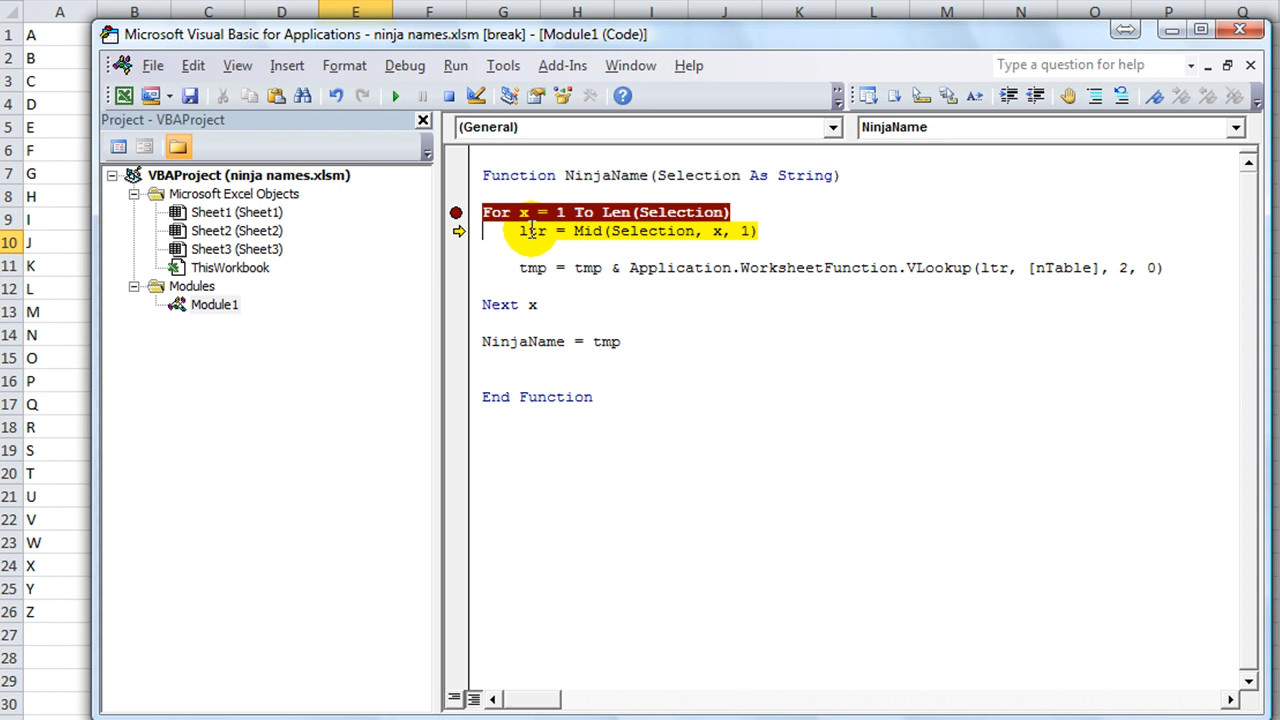 A B C D E F G H I J K L M N O P Q
Microsoft Visual Basic for Applications - ninja names.xlsm [break] - [Module1 (Code)]
File Edit View Insert Format Debug Run Tools Add-Ins Window Help Type a question for help
Project - VBAProject
(General) NinjaName
VBAProject (ninja names.xlsm)
Microsoft Excel Objects
Sheet1 (Sheet1)
Sheet2 (Sheet2)
Sheet3 (Sheet3)
ThisWorkbook
Modules
Module1
Function NinjaName(Selection As String)
For x = 1 To Len(Selection)
ltr = Mid(Selection, x, 1)
tmp = tmp & Application.WorksheetFunction.VLookup(ltr, [nTable], 2, 0)
Next x
NinjaName = tmp
End Function
1 A
2 B
3 C
4 D
5 E
6 F
7 G
8 H
9 I
10 J
11 K
12 L
13 M
14 N
15 O
16 P
17 Q
18 R
19 S
20 T
21 U
22 V
23 W
24 X
25 Y
26 Z
27
28
29
30